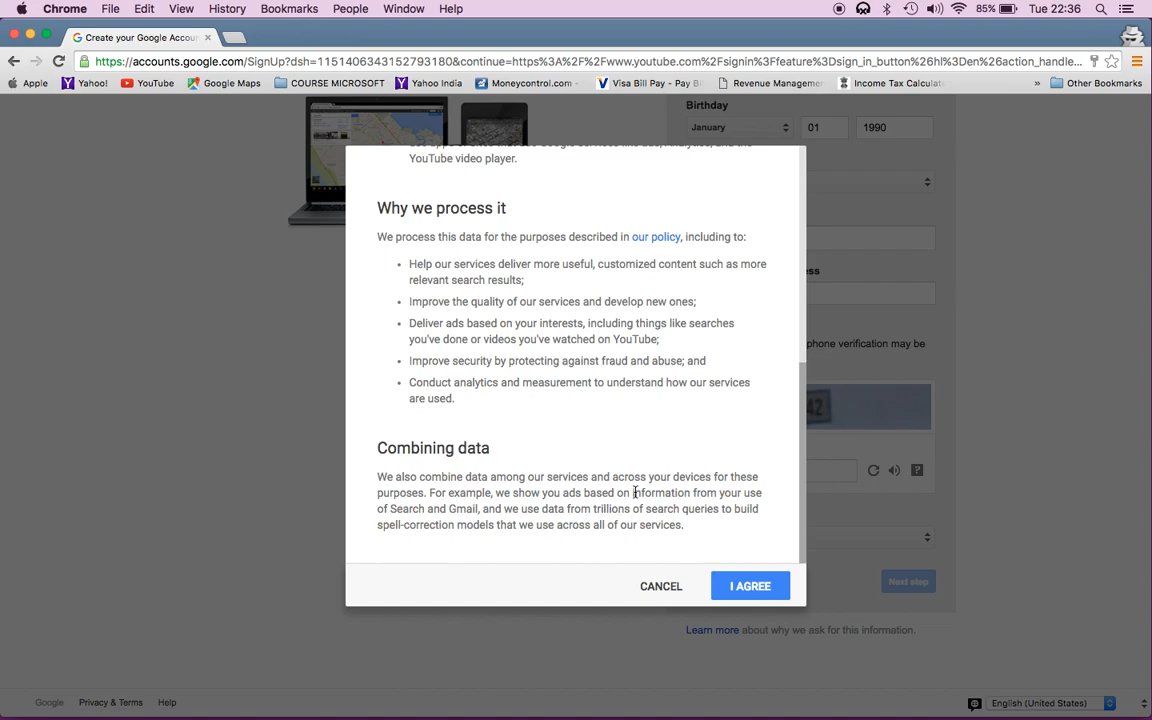 Chrome File Edit View History Bookmarks People Window Help 85% Tue 22:36
Create your Google Accoun
https://accounts.google.com/SignUp?dsh=1151406343152793180&continue=https%3A%2F%2Fwww.youtube.com%2Fsignin%3Ffeature%3Dsign_in_button%26hl%3Den%26action_handle...
Apple Yahoo! YouTube Google Maps COURSE MICROSOFT Yahoo India Moneycontrol.com - Visa Bill Pay - Pay Bi Revenue Manageme Income Tax Calculat » Other Bookmarks
Birthday
January 01 1990
YouTube video player.
Why we process it
We process this data for the purposes described in our policy, including to:
• Help our services deliver more useful, customized content such as more
relevant search results;
• Improve the quality of our services and develop new ones;
• Deliver ads based on your interests, including things like searches
you've done or videos you've watched on YouTube;
• Improve security by protecting against fraud and abuse; and
• Conduct analytics and measurement to understand how our services
are used.
ess
phone verification may be
42
Combining data
We also combine data among our services and across your devices for these
purposes. For example, we show you ads based on information from your use
of Search and Gmail, and we use data from trillions of search queries to build
spell-correction models that we use across all of our services.
CANCEL I AGREE
Next step
Learn more about why we ask for this information.
Google Privacy & Terms Help English (United States)